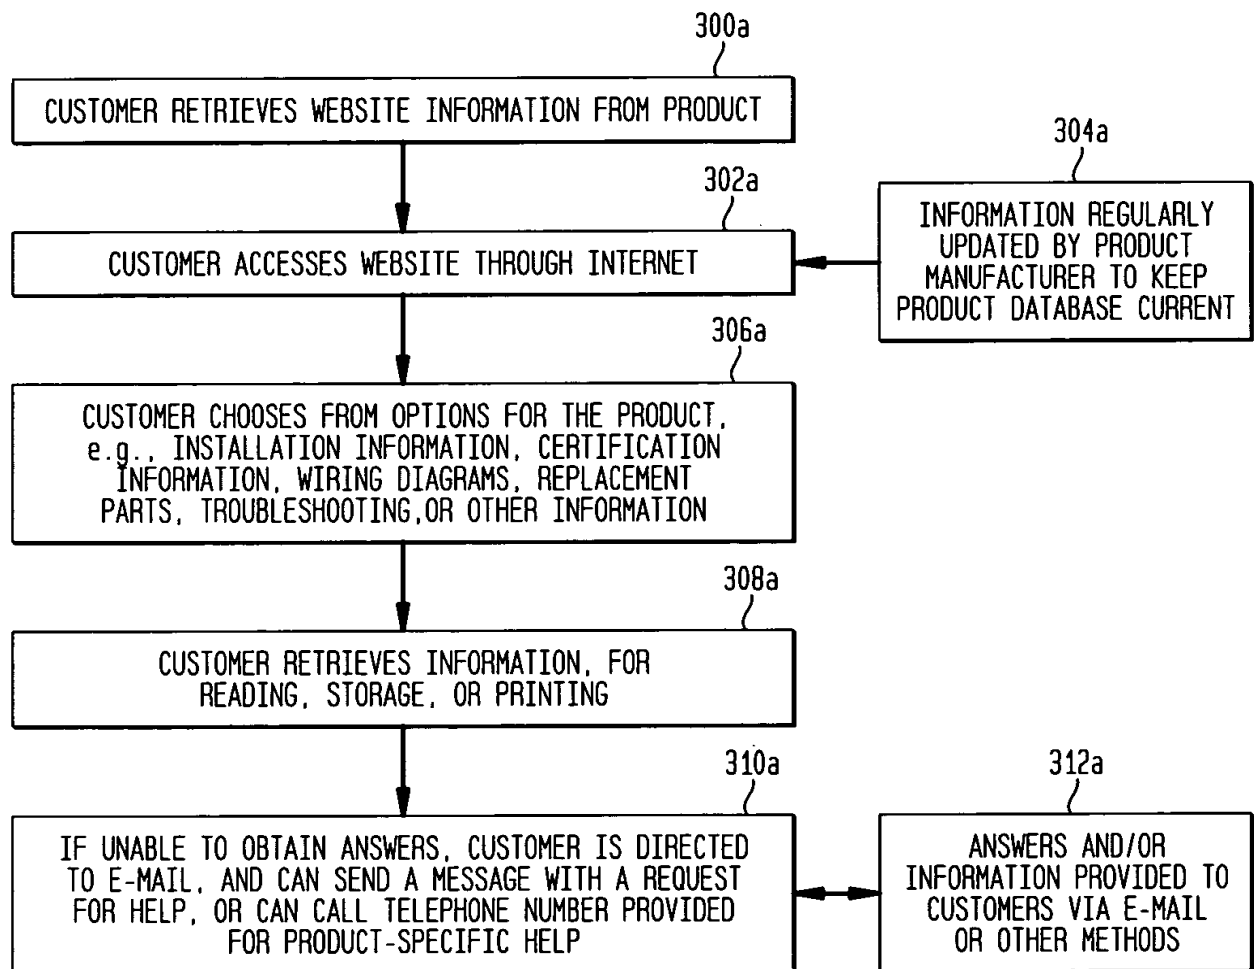 300a
CUSTOMER RETRIEVES WEBSITE INFORMATION FROM PRODUCT
302a
CUSTOMER ACCESSES WEBSITE THROUGH INTERNET
304a
INFORMATION REGULARLY
UPDATED BY PRODUCT
MANUFACTURER TO KEEP
PRODUCT DATABASE CURRENT
306a
CUSTOMER CHOOSES FROM OPTIONS FOR THE PRODUCT,
e.g., INSTALLATION INFORMATION, CERTIFICATION
INFORMATION, WIRING DIAGRAMS, REPLACEMENT
PARTS, TROUBLESHOOTING,OR OTHER INFORMATION
308a
CUSTOMER RETRIEVES INFORMATION, FOR
READING, STORAGE, OR PRINTING
310a
IF UNABLE TO OBTAIN ANSWERS, CUSTOMER IS DIRECTED
TO E-MAIL, AND CAN SEND A MESSAGE WITH A REQUEST
FOR HELP, OR CAN CALL TELEPHONE NUMBER PROVIDED
FOR PRODUCT-SPECIFIC HELP
312a
ANSWERS AND/OR
INFORMATION PROVIDED TO
CUSTOMERS VIA E-MAIL
OR OTHER METHODS